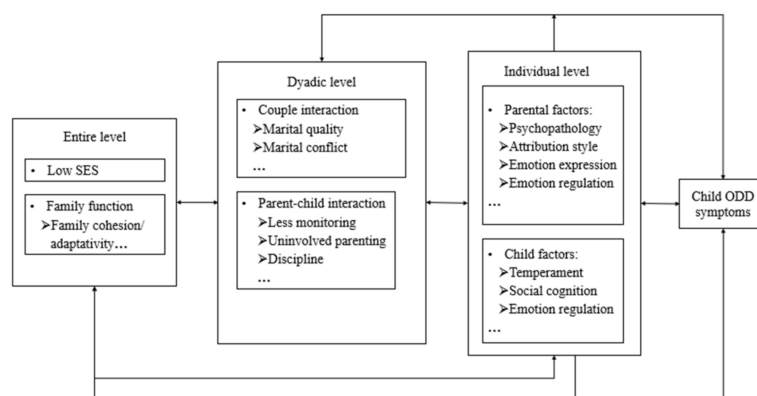 Entire level
• Low SES
• Family function
➢Family cohesion/
adaptativity…
Dyadic level
• Couple interaction
➢Marital quality
➢Marital conflict
…
• Parent-child interaction
➢Less monitoring
➢Uninvolved parenting
➢Discipline
…
Individual level
• Parental factors:
➢Psychopathology
➢Attribution style
➢Emotion expression
➢Emotion regulation
…
• Child factors:
➢Temperament
➢Social cognition
➢Emotion regulation
…
Child ODD
symptoms